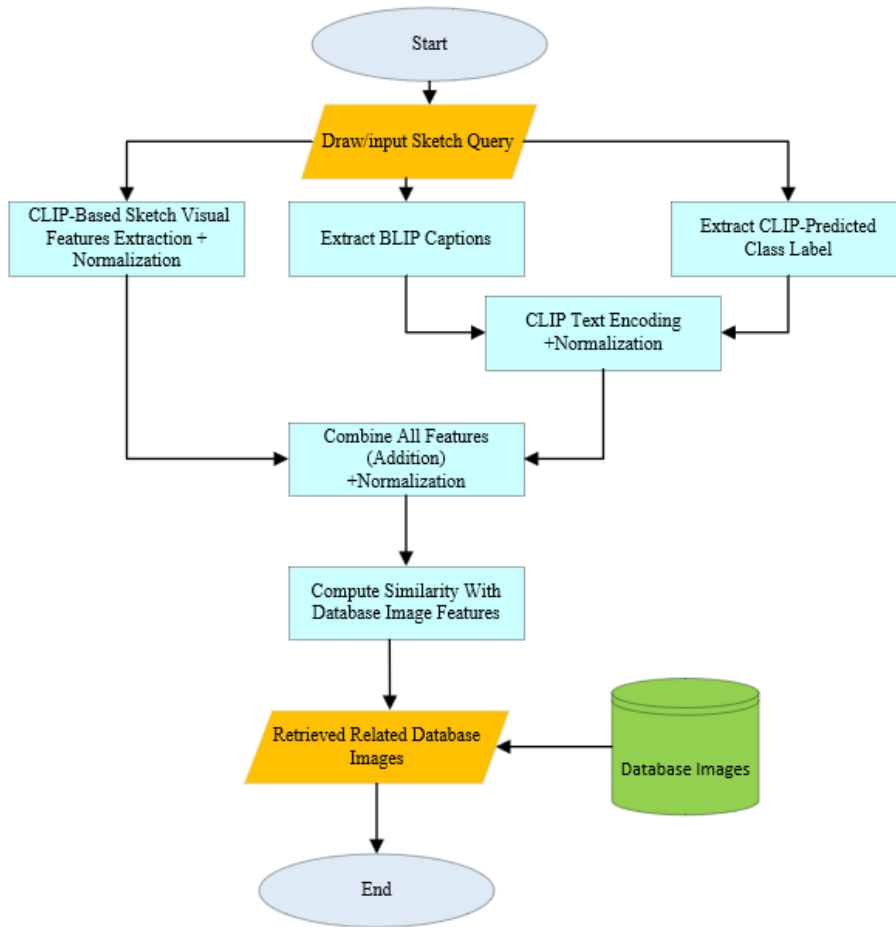 Start
Draw/input Sketch Query
CLIP-Based Sketch Visual
Features Extraction +
Normalization
Extract BLIP Captions
Extract CLIP-Predicted
Class Label
CLIP Text Encoding
+Normalization
Combine All Features
(Addition)
+Normalization
Compute Similarity With
Database Image Features
Retrieved Related Database
Images
Database Images
End